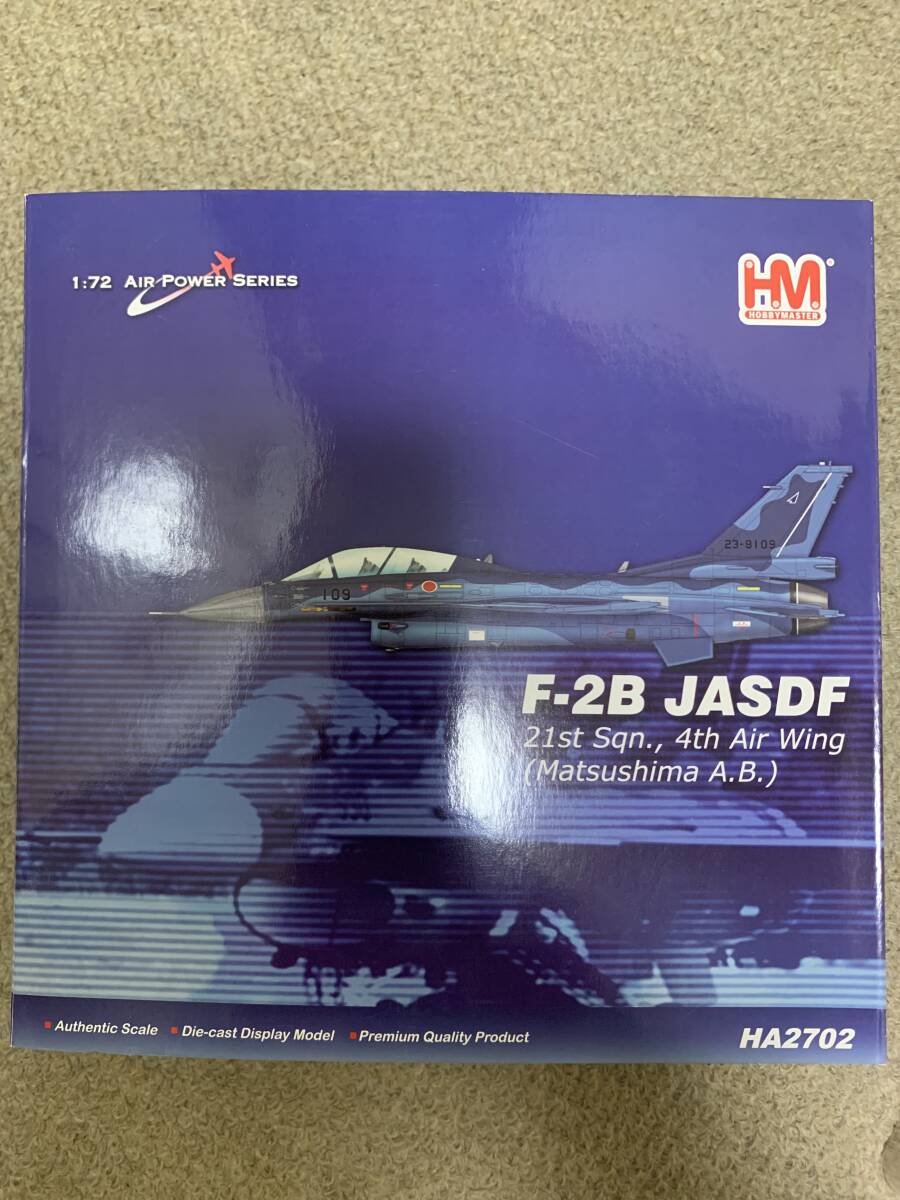 1:72 AIR POWER SERIES
HM
HOBBYMASTER
23-8109
109
F-2B JASDF
21st Sqn., 4th Air Wing
(Matsushima A.B.)
Authentic Scale Die-cast Display Model Premium Quality Product
HA2702